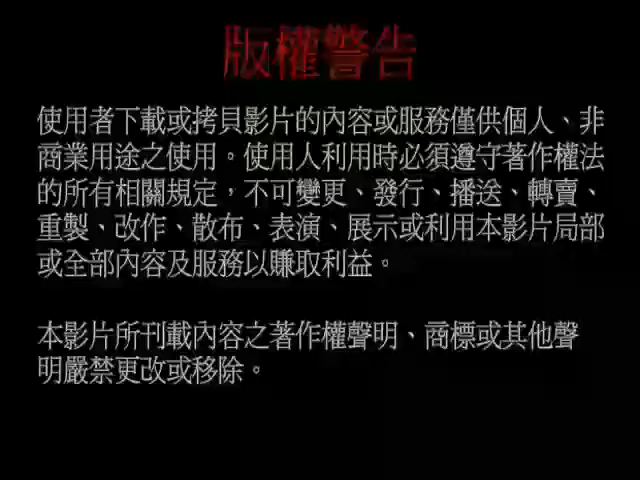 版權警告
使用者下載或拷貝影片的內容或服務僅供個人、非
商業用途之使用。使用人利用時必須遵守著作權法
的所有相關規定，不可變更、發行、播送、轉賣、
重製、改作、散布、表演、展示或利用本影片局部
或全部內容及服務以賺取利益。
本影片所刊載內容之著作權聲明、商標或其他聲
明嚴禁更改或移除。